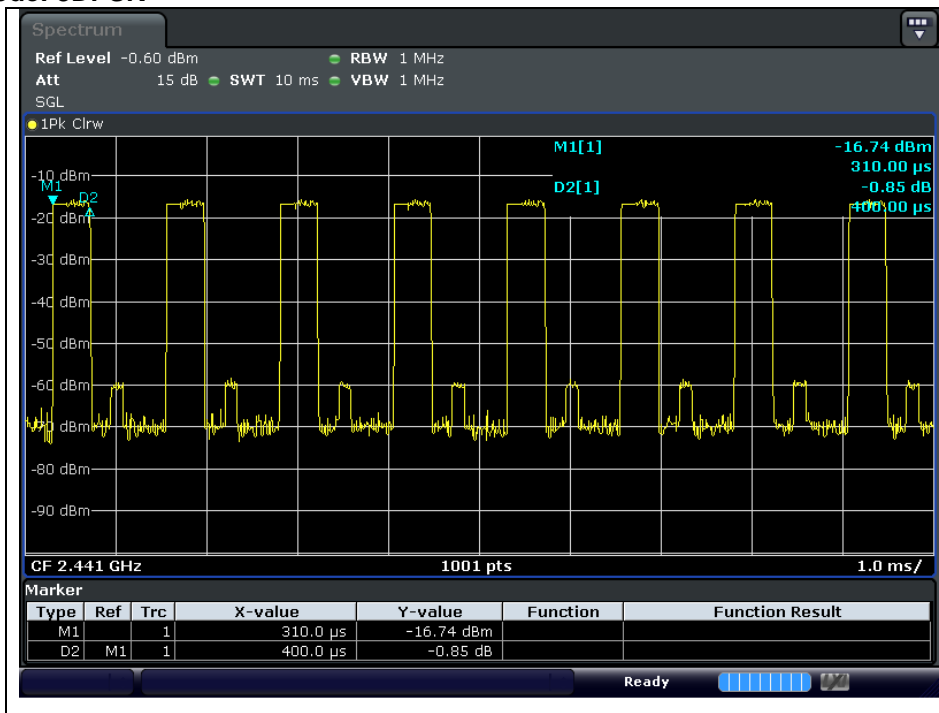 Spectrum
Ref Level -0.60 dBm RBW 1 MHz
Att 15 dB SWT 10 ms VBW 1 MHz
SGL
1Pk Clrw
M1[1] -16.74 dBm
310.00 µs
D2[1] -0.85 dB
400.00 µs
-10 dBm
M1
D2
-20 dBm
-30 dBm
-40 dBm
-50 dBm
-60 dBm
-70 dBm
-80 dBm
-90 dBm
CF 2.441 GHz 1001 pts 1.0 ms/
Marker
Type Ref Trc X-value Y-value Function Function Result
M1 1 310.0 µs -16.74 dBm
D2 M1 1 400.0 µs -0.85 dB
Ready